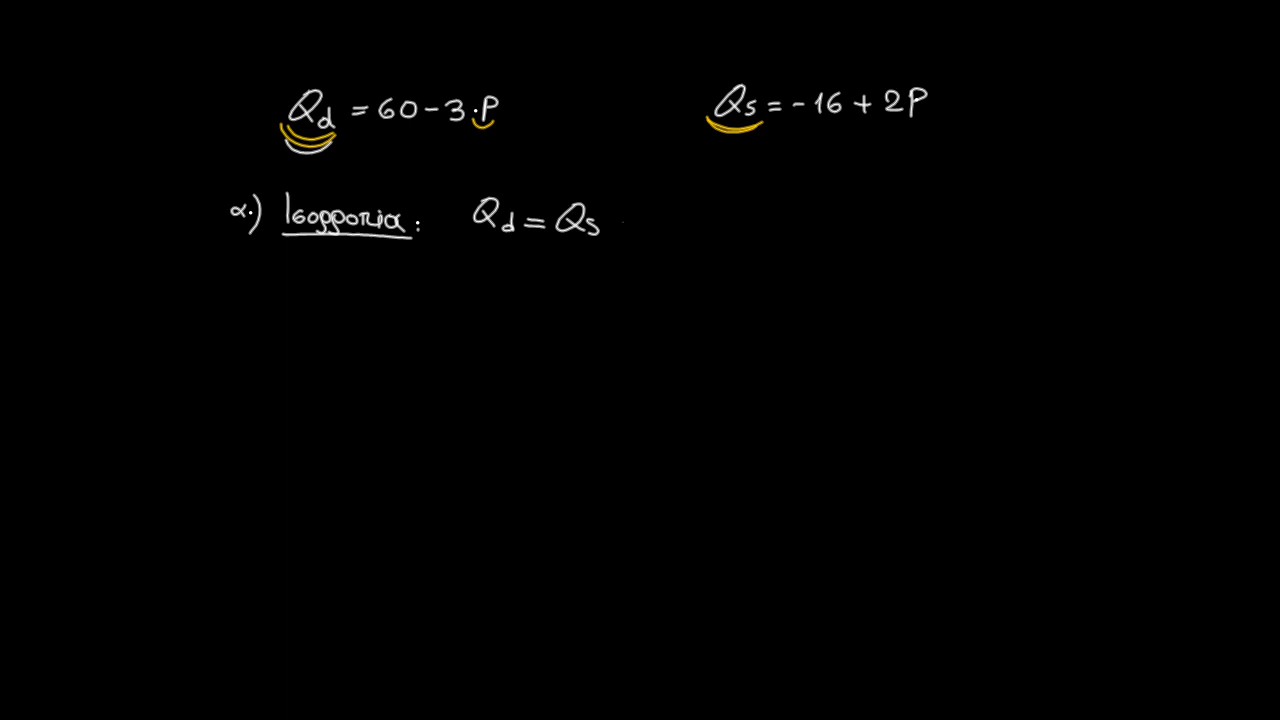 Qd = 60 - 3·P
Qs = -16 + 2P
α.) Ισορροπία: Qd = Qs